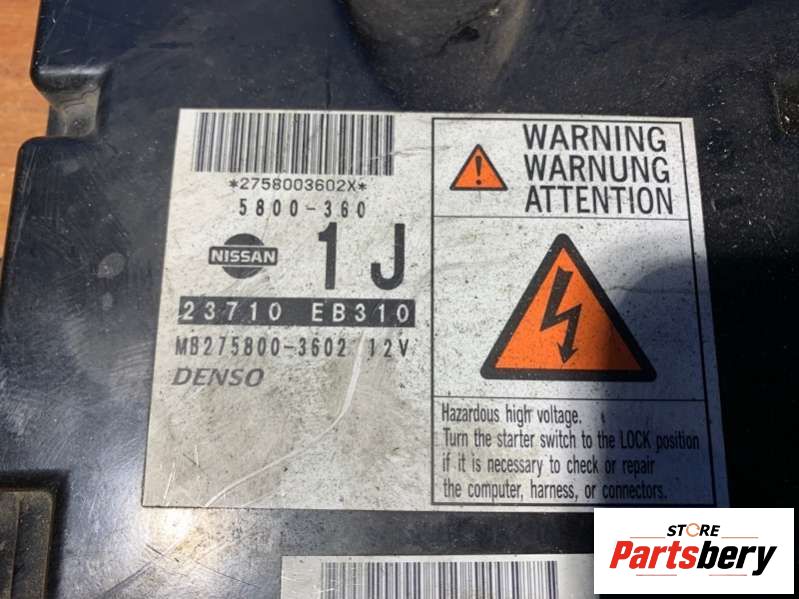 *2758003602X*
5800-360
NISSAN
1J
23710 EB310
MB275800-3602 12V
DENSO
WARNING
WARNUNG
ATTENTION
Hazardous high voltage.
Turn the starter switch to the LOCK position
if it is necessary to check or repair
the computer, harness, or connectors.
STORE
Partsbery